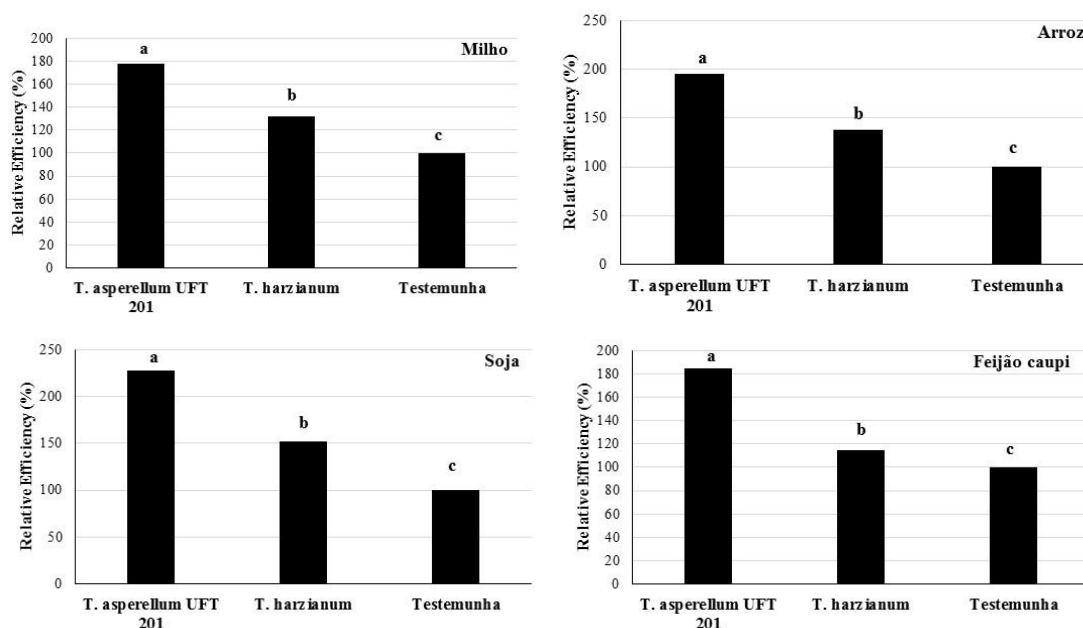 Milho
Relative Efficiency (%)
200
180
160
140
120
100
80
60
40
20
0
a
b
c
T. asperellum UFT
201
T. harzianum
Testemunha
Arroz
Relative Efficiency (%)
250
200
150
100
50
0
a
b
c
T. asperellum UFT
201
T. harzianum
Testemunha
Soja
Relative Efficiency (%)
250
200
150
100
50
0
a
b
c
T. asperellum UFT
201
T. harzianum
Testemunha
Feijão caupi
Relative Efficiency (%)
200
180
160
140
120
100
80
60
40
20
0
a
b
c
T. asperellum UFT
201
T. harzianum
Testemunha